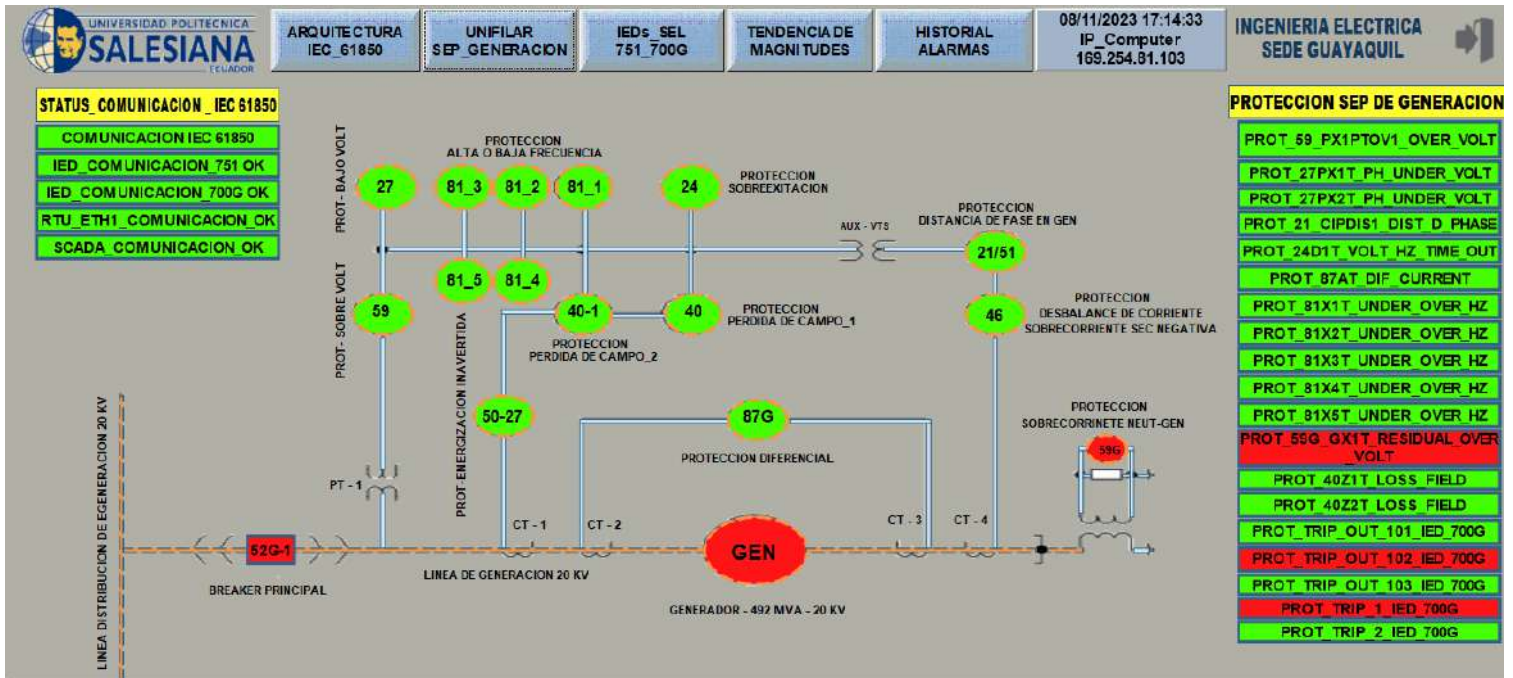 UNIVERSIDAD POLITECNICA
SALESIANA
ECUADOR
ARQUITECTURA
IEC_61850
UNIFILAR
SEP_GENERACION
IEDs_SEL
751_700G
TENDENCIA DE
MAGNITUDES
HISTORIAL
ALARMAS
08/11/2023 17:14:33
IP_Computer
169.254.81.103
INGENIERIA ELECTRICA
SEDE GUAYAQUIL
STATUS_COMUNICACION_IEC 61850
COMUNICACION IEC 61850
IED_COMUNICACION_751 OK
IED_COMUNICACION_700G OK
RTU_ETH1_COMUNICACION_OK
SCADA_COMUNICACION_OK
PROT- BAJO VOLT
PROTECCION
ALTA O BAJA FRECUENCIA
27
81_3
81_2
81_1
24
PROTECCION
SOBREEXITACION
AUX - VTS
PROTECCION
DISTANCIA DE FASE EN GEN
21/51
PROT- SOBRE VOLT
59
81_5
81_4
40-1
40
PROTECCION
PERDIDA DE CAMPO_1
PROTECCION
PERDIDA DE CAMPO_2
46
PROTECCION
DESBALANCE DE CORRIENTE
SOBRECORRIENTE SEC NEGATIVA
PROT-ENERGIZACION INAVERTIDA
50-27
87G
PROTECCION DIFERENCIAL
PROTECCION
SOBRECORRINETE NEUT-GEN
59G
PT - 1
CT - 1
CT - 2
CT - 3
CT - 4
LINEA DISTRIBUCION DE EGENERACION 20 KV
52G-1
BREAKER PRINCIPAL
LINEA DE GENERACION 20 KV
GEN
GENERADOR - 492 MVA - 20 KV
PROTECCION SEP DE GENERACION
PROT_59_PX1PTOV1_OVER_VOLT
PROT_27PX1T_PH_UNDER_VOLT
PROT_27PX2T_PH_UNDER_VOLT
PROT_21_CIPDIS1_DIST_D_PHASE
PROT_24D1T_VOLT_HZ_TIME_OUT
PROT_87AT_DIF_CURRENT
PROT_81X1T_UNDER_OVER_HZ
PROT_81X2T_UNDER_OVER_HZ
PROT_81X3T_UNDER_OVER_HZ
PROT_81X4T_UNDER_OVER_HZ
PROT_81X5T_UNDER_OVER_HZ
PROT_59G_GX1T_RESIDUAL_OVER
_VOLT
PROT_40Z1T_LOSS_FIELD
PROT_40Z2T_LOSS_FIELD
PROT_TRIP_OUT_101_IED_700G
PROT_TRIP_OUT_102_IED_700G
PROT_TRIP_OUT_103_IED_700G
PROT_TRIP_1_IED_700G
PROT_TRIP_2_IED_700G